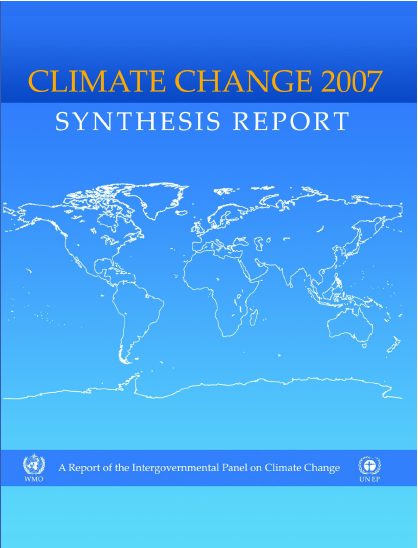 CLIMATE CHANGE 2007
SYNTHESIS REPORT
A Report of the Intergovernmental Panel on Climate Change
WMO
UNEP